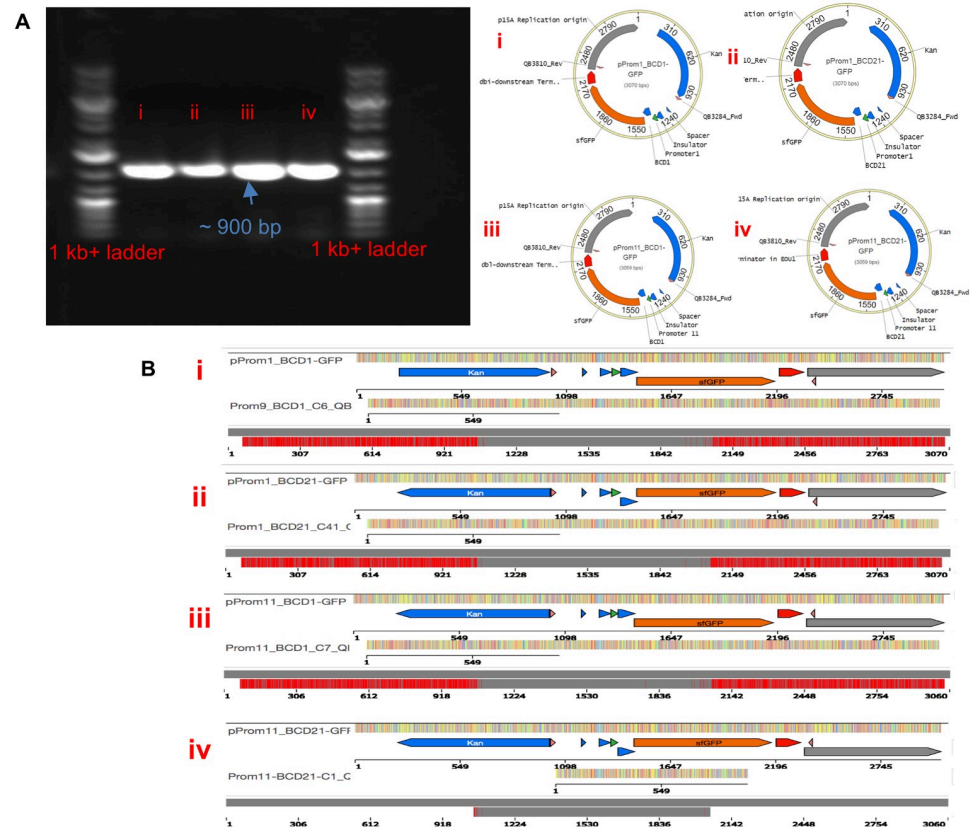 A
i
ii
iii
iv
~ 900 bp
1 kb+ ladder
1 kb+ ladder
i
p15A Replication origin
1
310
620
930
1240
1550
1860
2170
2480
2790
Kan
QB3810_Rev
dbl-downstream Term..
pProm1_BCD1-
GFP
(3070 bps)
QB3284_Fwd
Spacer
Insulator
Promoter1
BCD1
sfGFP
ii
ation origin
1
310
620
930
1240
1550
1860
2170
2480
2790
Kan
10_Rev
Term..
pProm1_BCD21-
GFP
(3070 bps)
QB3284_Fwd
Spacer
Insulator
Promoter1
BCD21
sfGFP
iii
p15A Replication origin
1
310
620
930
1240
1550
1860
2170
2480
2790
Kan
QB3810_Rev
dbl-downstream Term..
pProm11_BCD1-
GFP
(3059 bps)
QB3284_Fwd
Spacer
Insulator
Promoter 11
BCD1
sfGFP
iv
15A Replication origin
1
310
620
930
1240
1550
1860
2170
2480
2790
Kan
QB3810_Rev
rminator in EOU1
pProm11_BCD21-
GFP
(3059 bps)
QB3284_Fwd
Spacer
Insulator
Promoter 11
BCD21
sfGFP
B
i
pProm1_BCD1-GFP
Kan
sfGFP
1 549 1098 1647 2196 2745
Prom9_BCD1_C6_QB
1 549
1 307 614 921 1228 1535 1842 2149 2456 2763 3070
ii
pProm1_BCD21-GFP
Kan
sfGFP
1 549 1098 1647 2196 2745
Prom1_BCD21_C41_C
1 549
1 307 614 921 1228 1535 1842 2149 2456 2763 3070
iii
pProm11_BCD1-GFP
Kan
sfGFP
1 549 1098 1647 2196 2745
Prom11_BCD1_C7_QI
1 549
1 306 612 918 1224 1530 1836 2142 2448 2754 3060
iv
pProm11_BCD21-GFF
Kan
sfGFP
1 549 1098 1647 2196 2745
Prom11-BCD21-C1_Q
1 549
1 306 612 918 1224 1530 1836 2142 2448 2754 3060